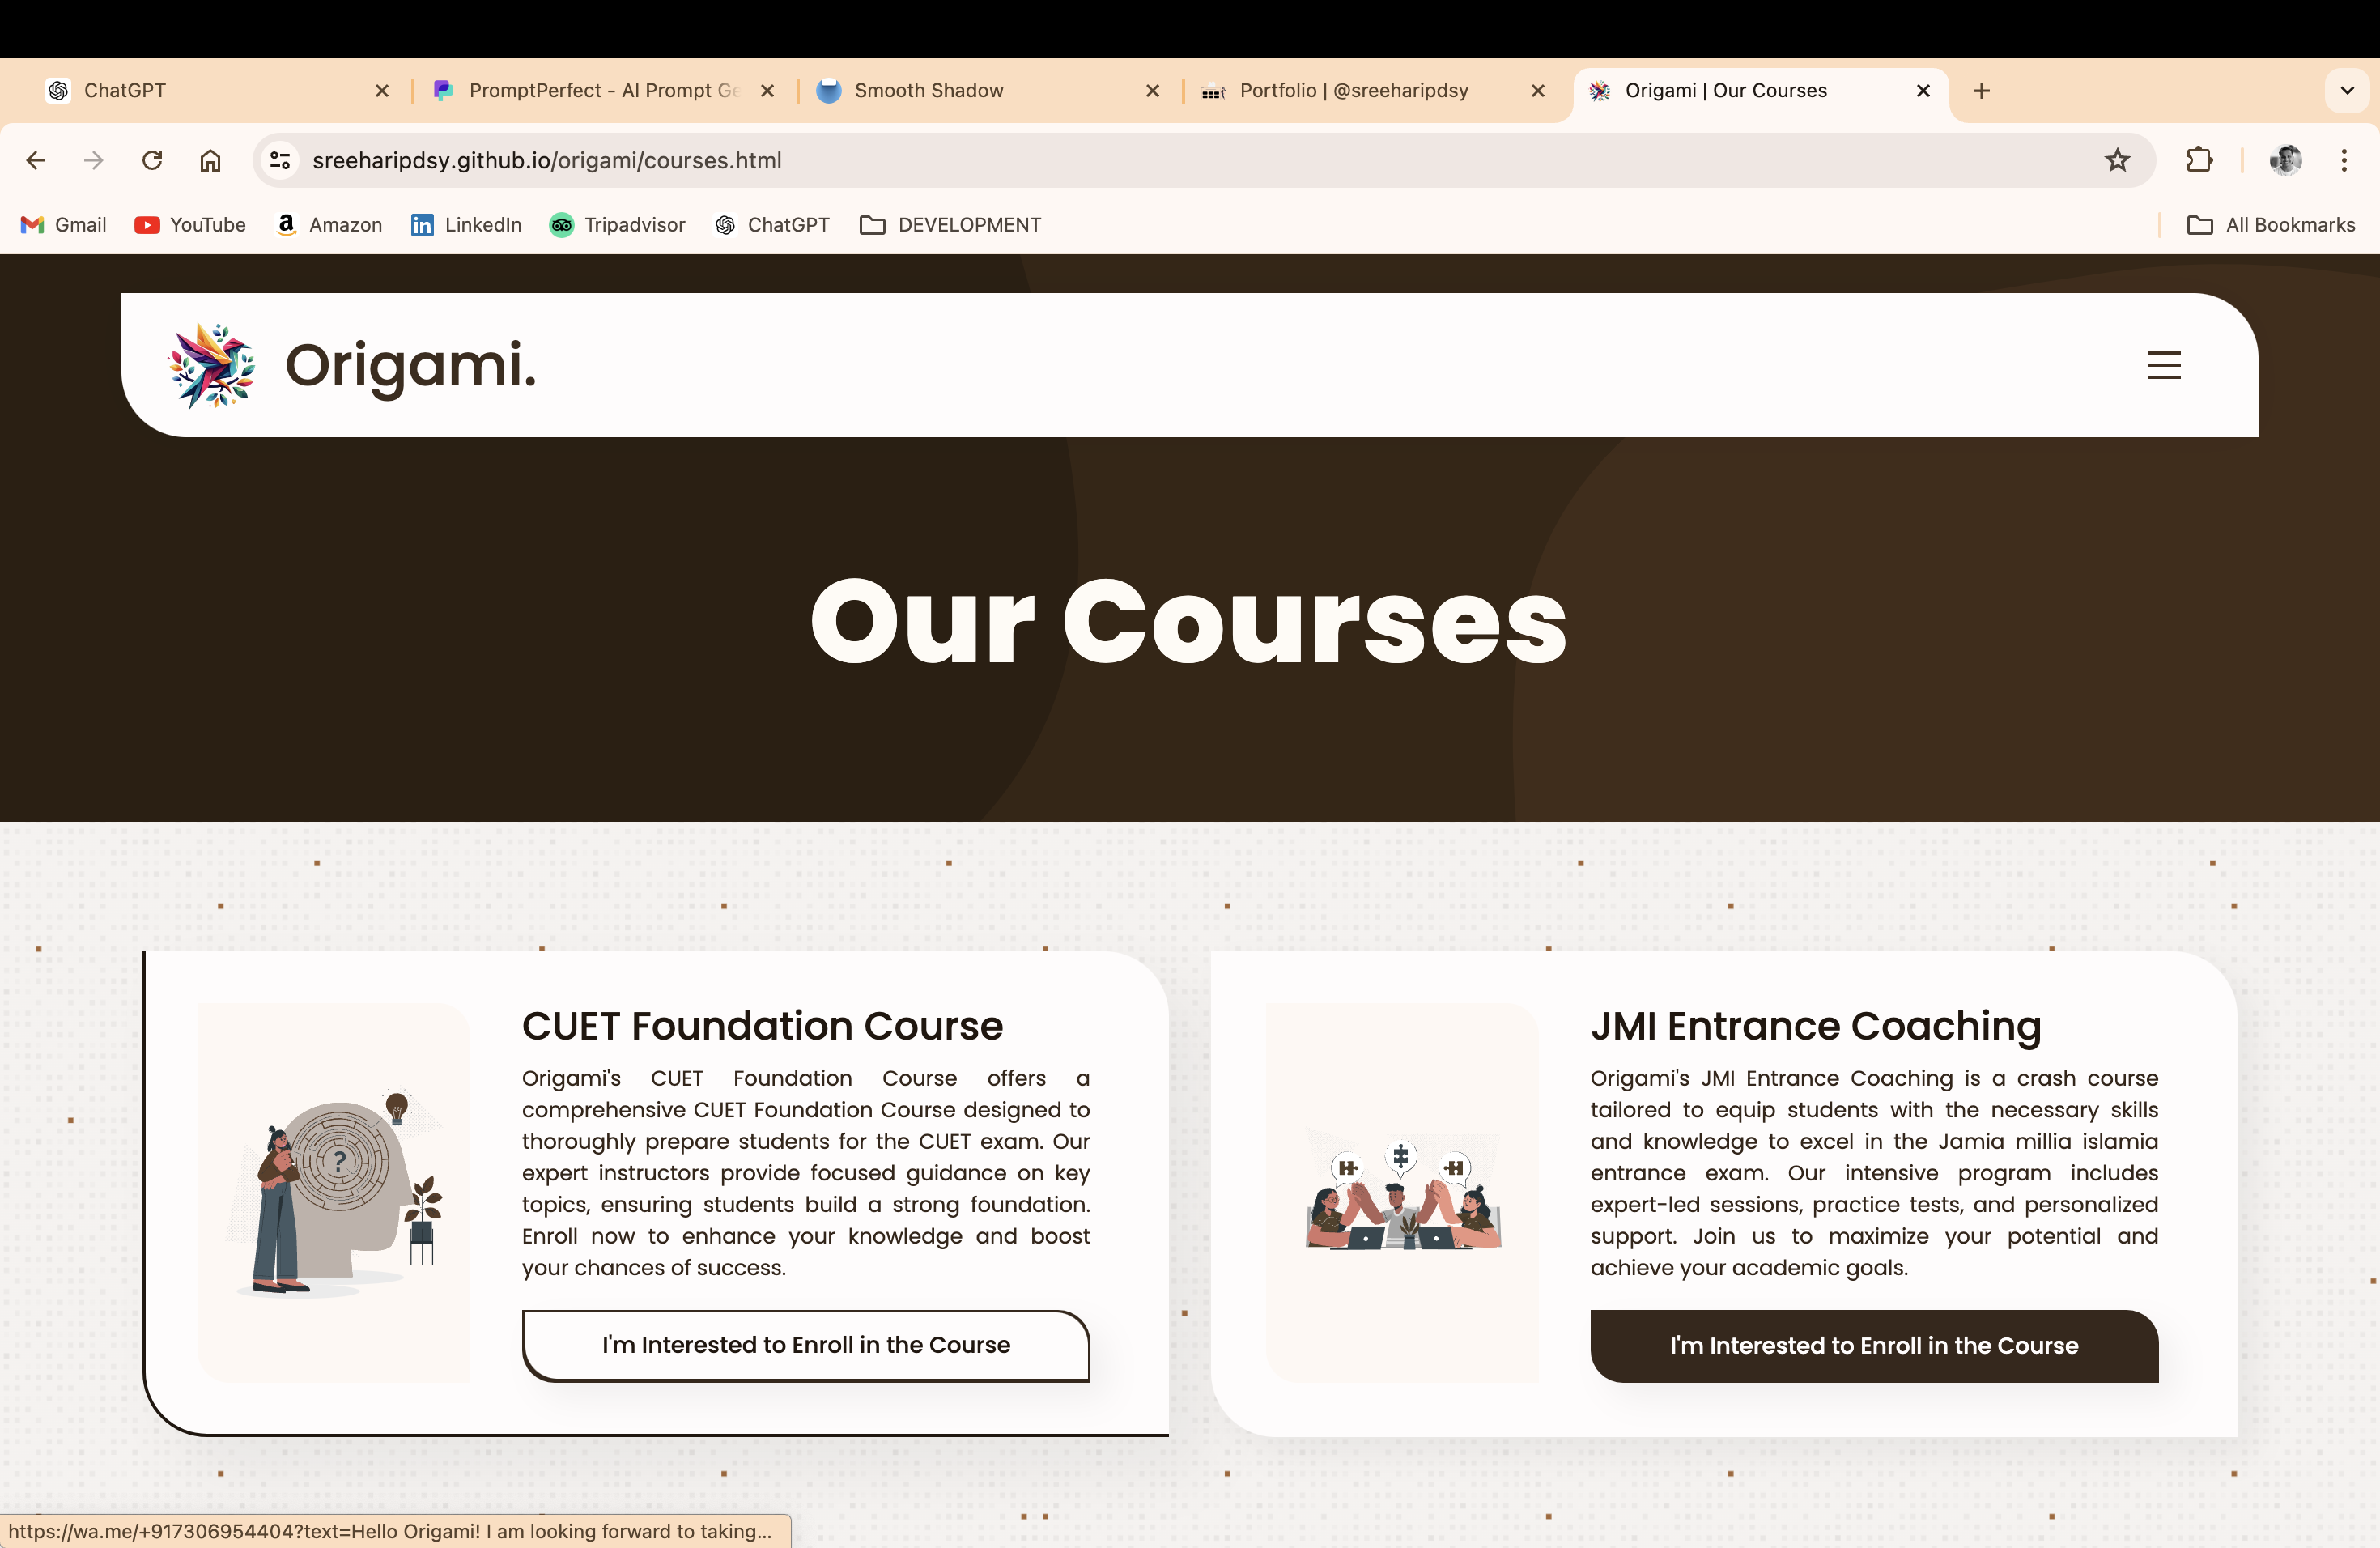 ChatGPT
PromptPerfect - AI Prompt Ge
Smooth Shadow
Portfolio | @sreeharipdsy
Origami | Our Courses
sreeharipdsy.github.io/origami/courses.html
Gmail
YouTube
Amazon
LinkedIn
Tripadvisor
ChatGPT
DEVELOPMENT
All Bookmarks
Origami.
Our Courses
CUET Foundation Course
Origami's CUET Foundation Course offers a
comprehensive CUET Foundation Course designed to
thoroughly prepare students for the CUET exam. Our
expert instructors provide focused guidance on key
topics, ensuring students build a strong foundation.
Enroll now to enhance your knowledge and boost
your chances of success.
I'm Interested to Enroll in the Course
JMI Entrance Coaching
Origami's JMI Entrance Coaching is a crash course
tailored to equip students with the necessary skills
and knowledge to excel in the Jamia millia islamia
entrance exam. Our intensive program includes
expert-led sessions, practice tests, and personalized
support. Join us to maximize your potential and
achieve your academic goals.
I'm Interested to Enroll in the Course
https://wa.me/+917306954404?text=Hello Origami! I am looking forward to taking...